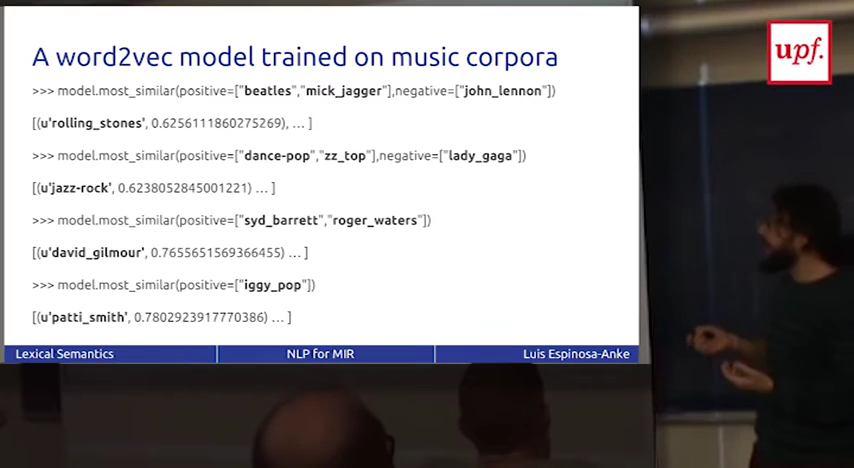 A word2vec model trained on music corpora
>>> model.most_similar(positive=["beatles","mick_jagger"],negative=["john_lennon"])
[(u'rolling_stones', 0.6256111860275269), ... ]
>>> model.most_similar(positive=["dance-pop","zz_top"],negative=["lady_gaga"])
[(u'jazz-rock', 0.6238052845001221) ... ]
>>> model.most_similar(positive=["syd_barrett","roger_waters"])
[(u'david_gilmour', 0.7655651569366455) ... ]
>>> model.most_similar(positive=["iggy_pop"])
[(u'patti_smith', 0.7802923917770386) ... ]
Lexical Semantics NLP for MIR Luis Espinosa-Anke
upf.